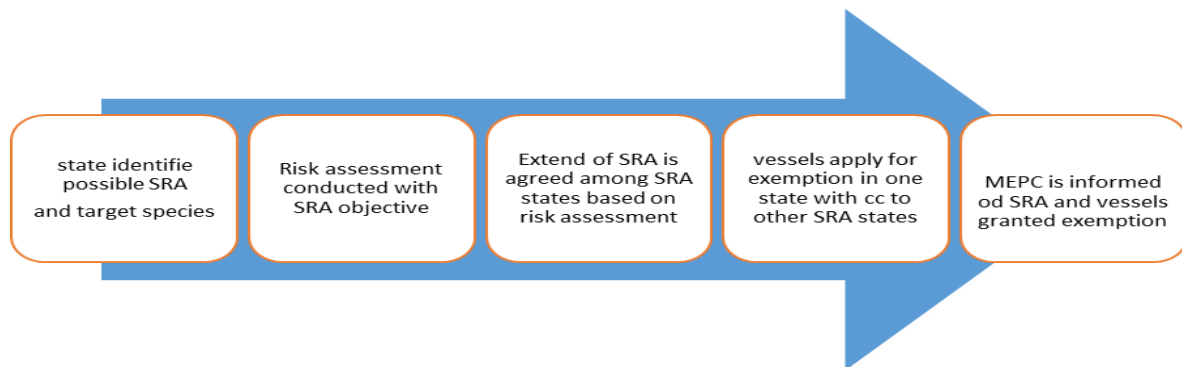 state identifie
possible SRA
and target species
Risk assessment
conducted with
SRA objective
Extend of SRA is
agreed among SRA
states based on
risk assessment
vessels apply for
exemption in one
state with cc to
other SRA states
MEPC is informed
od SRA and vessels
granted exemption